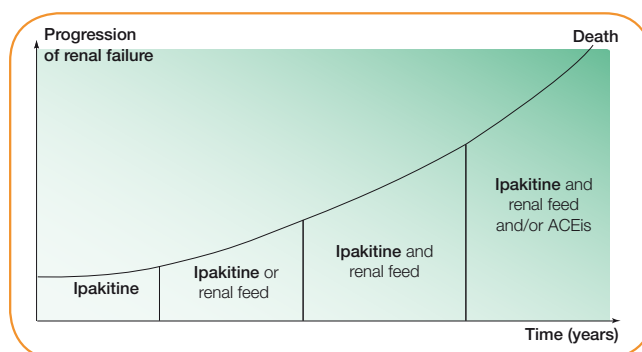 Progression
of renal failure
Death
Ipakitine
Ipakitine or
renal feed
Ipakitine and
renal feed
Ipakitine and
renal feed
and/or ACEis
Time (years)